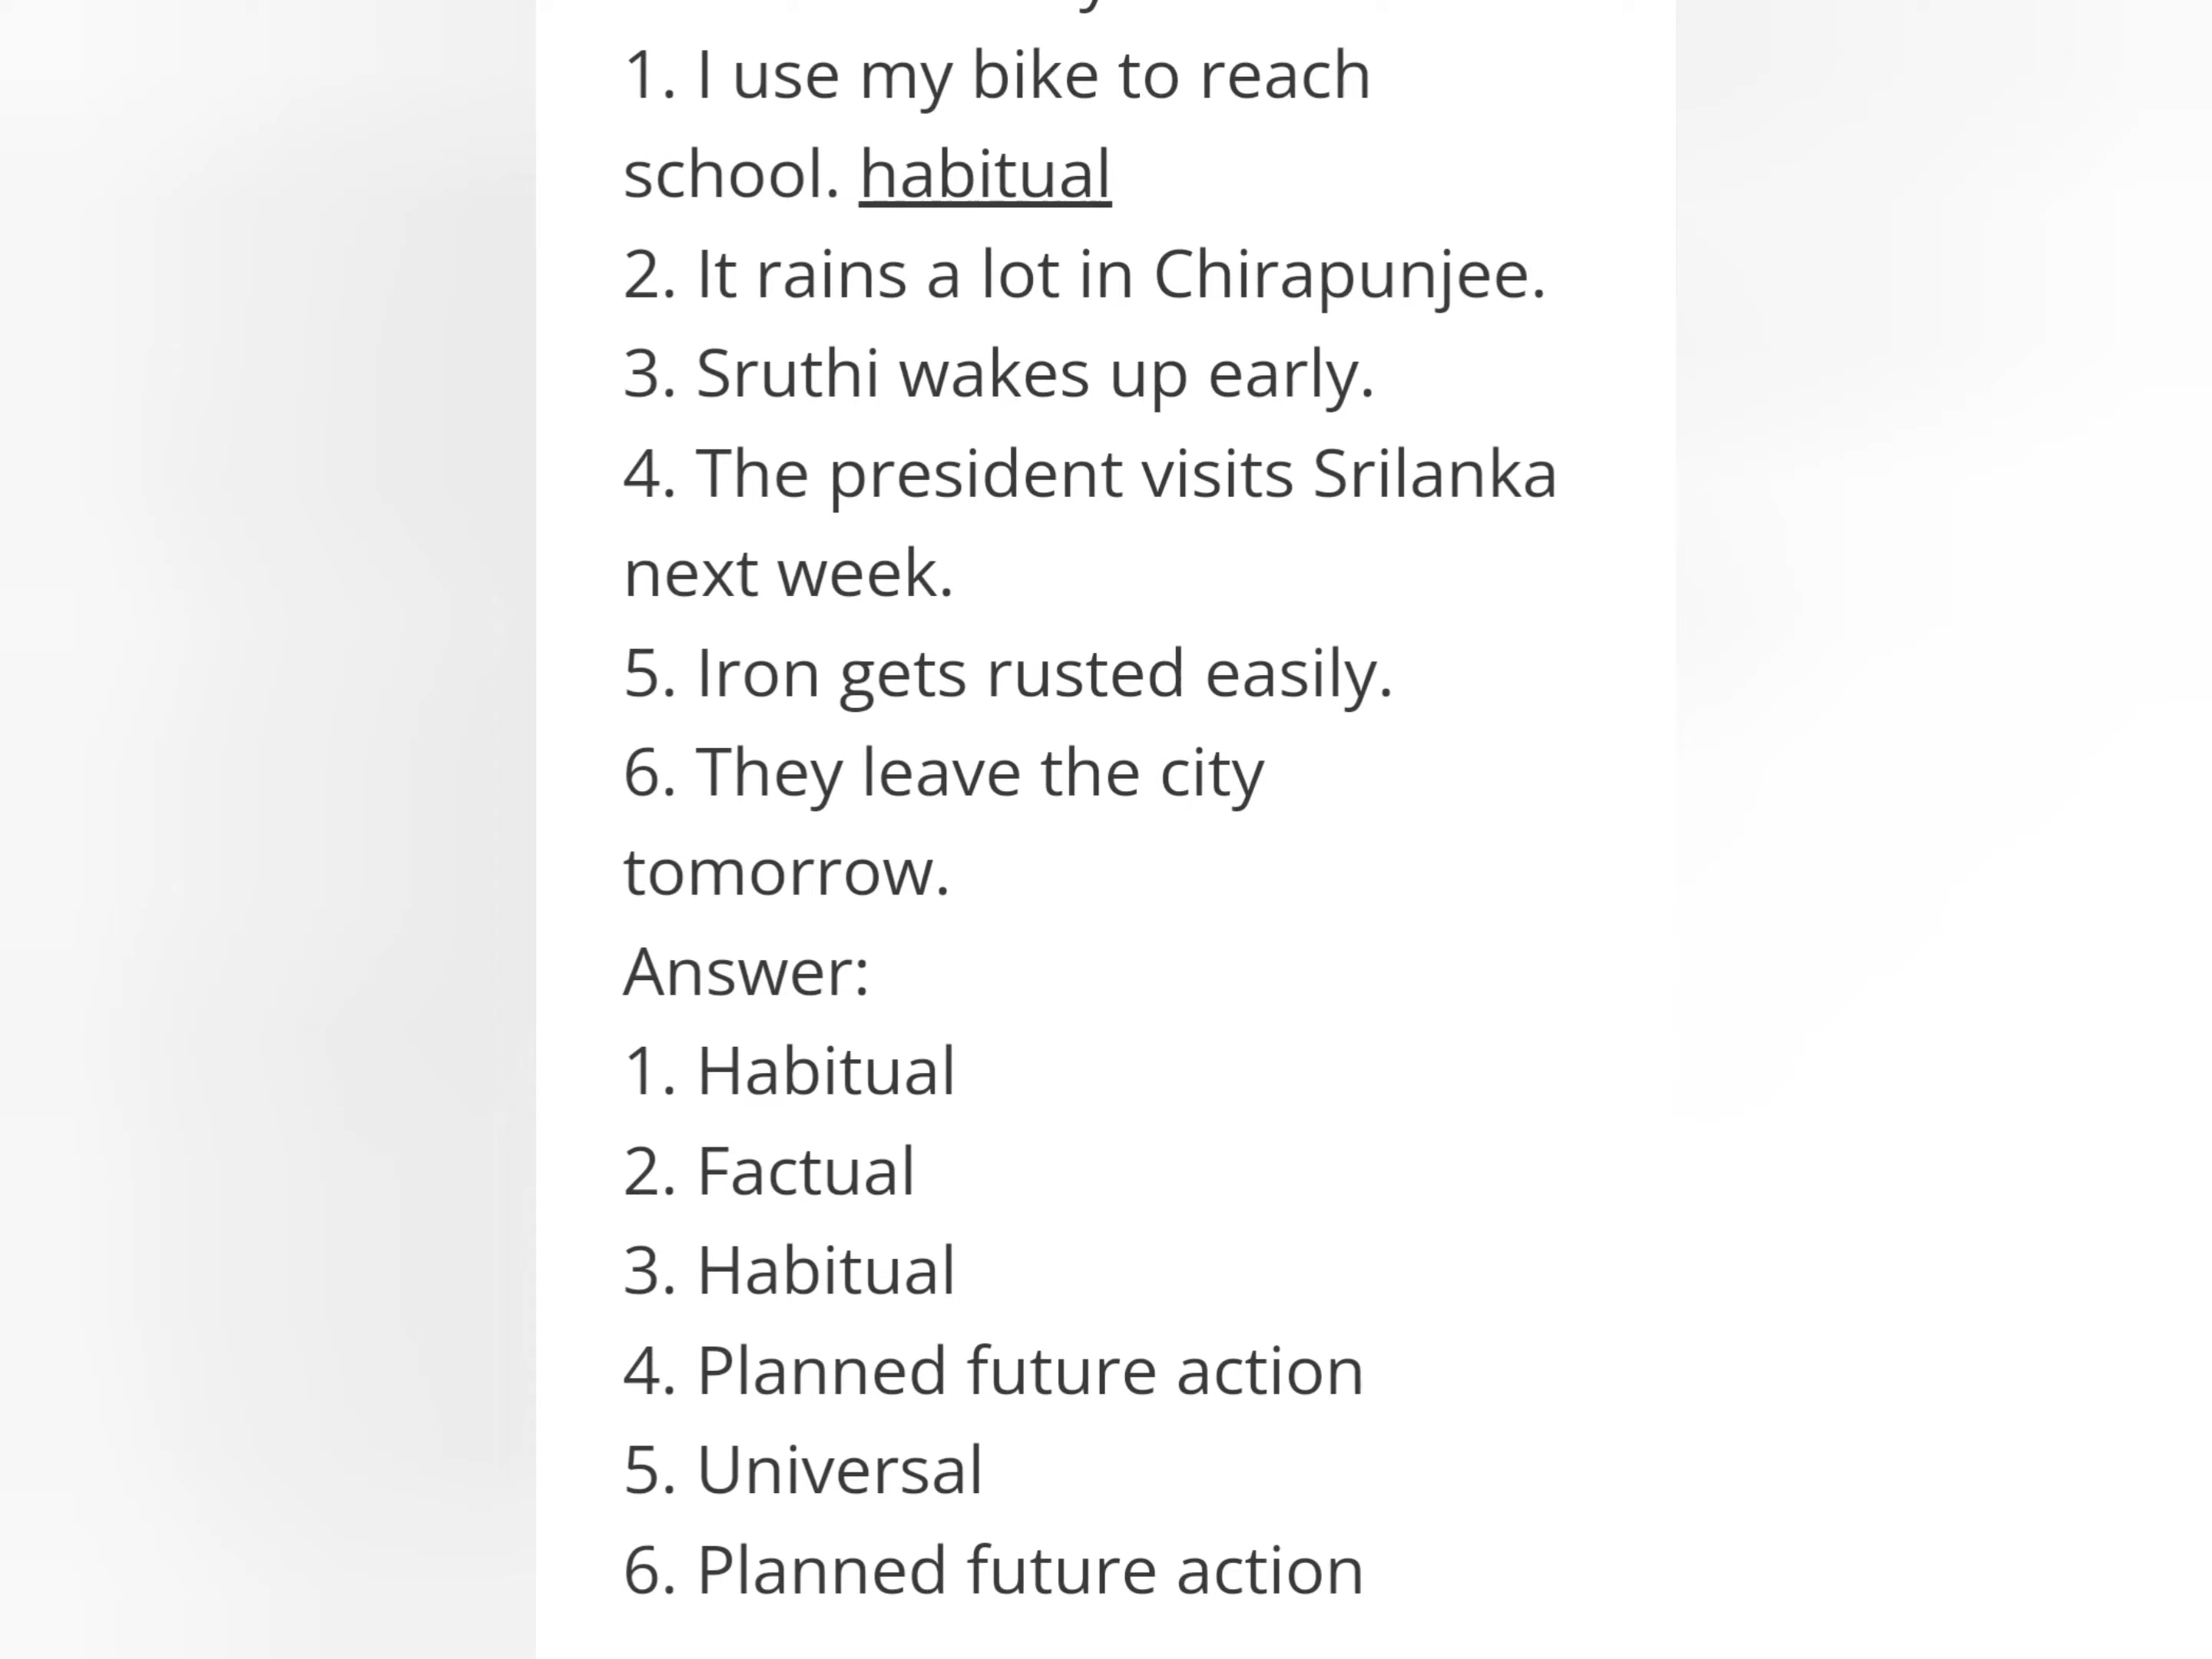 1. I use my bike to reach
school. habitual
2. It rains a lot in Chirapunjee.
3. Sruthi wakes up early.
4. The president visits Srilanka
next week.
5. Iron gets rusted easily.
6. They leave the city
tomorrow.
Answer:
1. Habitual
2. Factual
3. Habitual
4. Planned future action
5. Universal
6. Planned future action